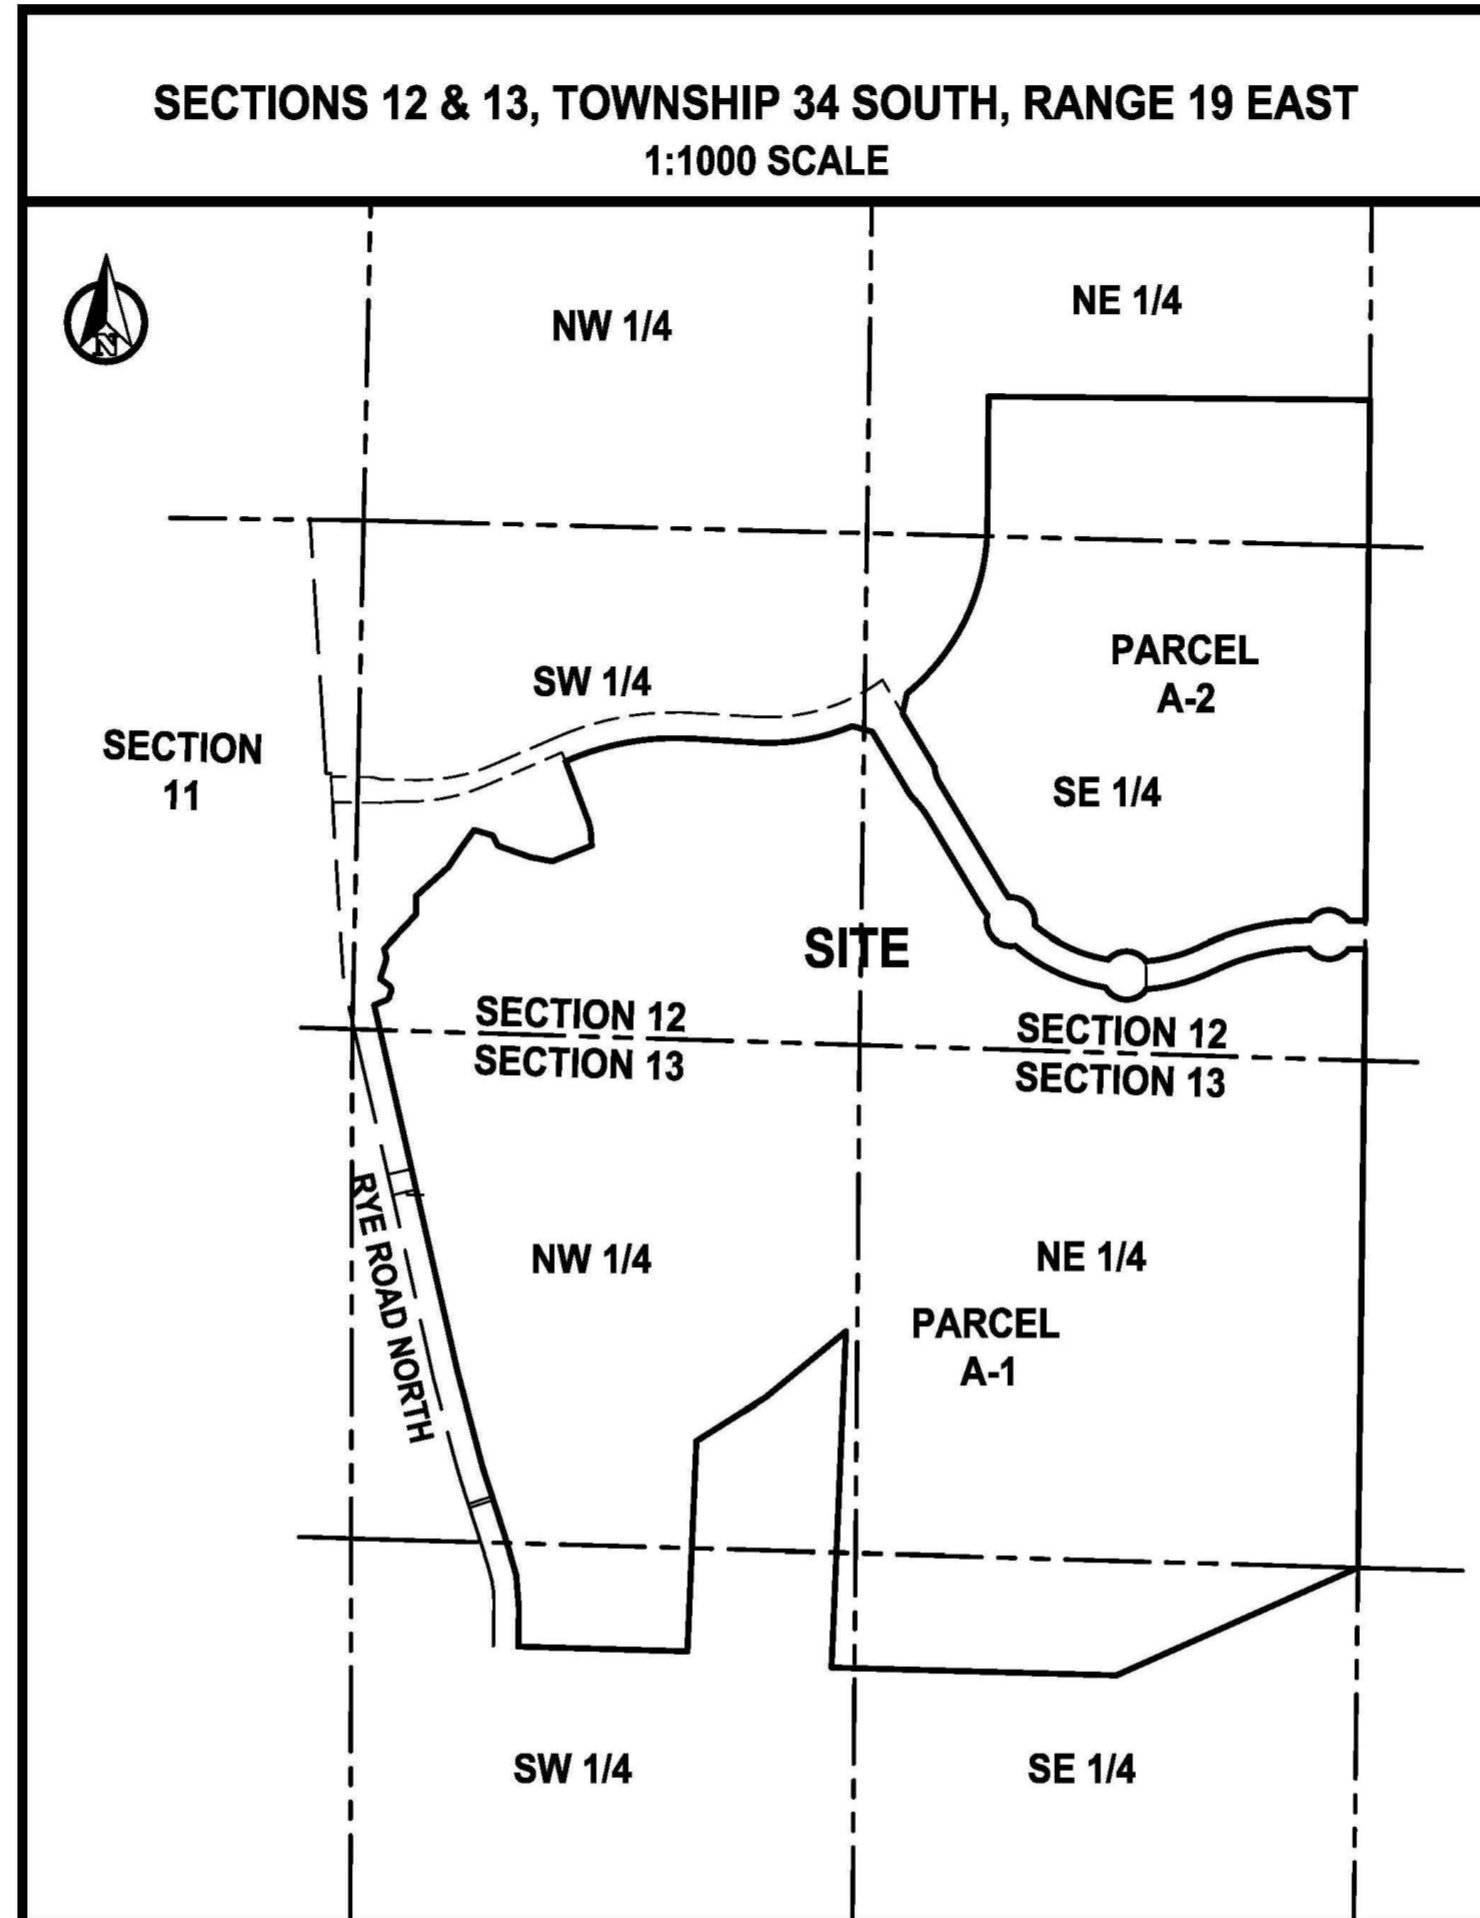 SECTIONS 12 & 13, TOWNSHIP 34 SOUTH, RANGE 19 EAST
1:1000 SCALE
N
NW 1/4
NE 1/4
SW 1/4
PARCEL
A-2
SECTION
11
SE 1/4
SITE
SECTION 12
SECTION 13
SECTION 12
SECTION 13
RYE ROAD NORTH
NW 1/4
NE 1/4
PARCEL
A-1
SW 1/4
SE 1/4